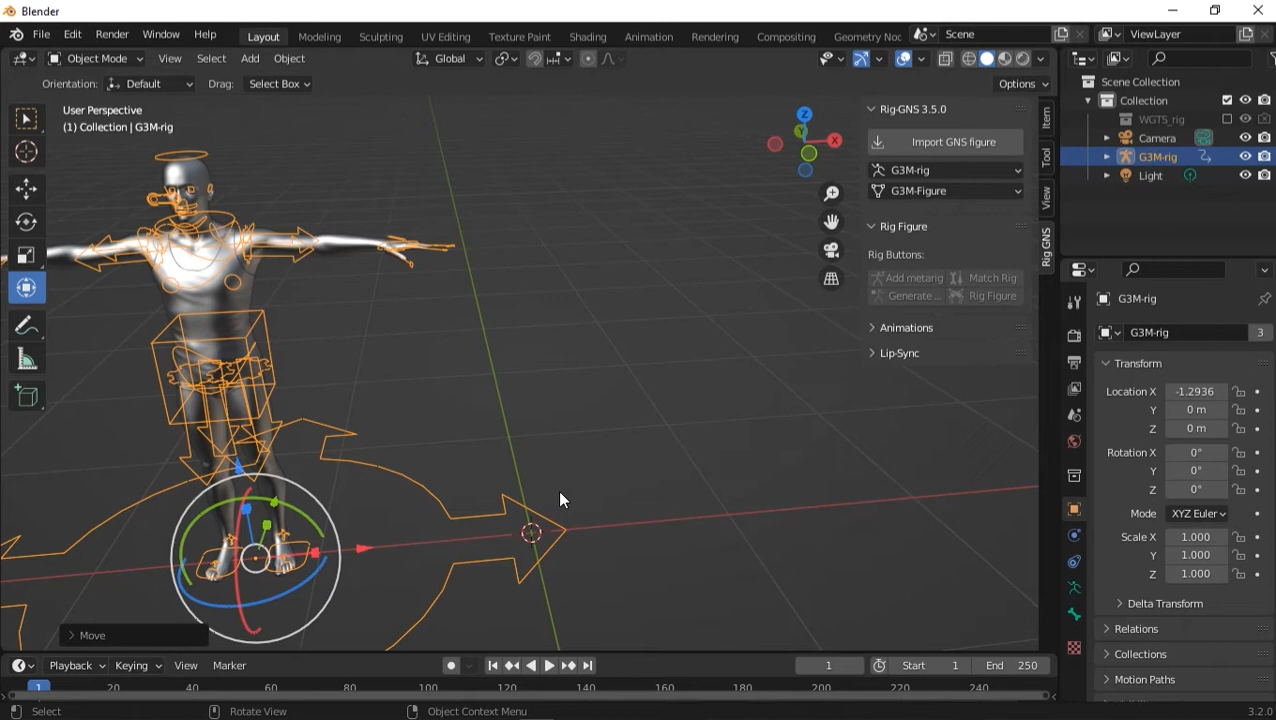 Blender
File Edit Render Window Help Layout Modeling Sculpting UV Editing Texture Paint Shading Animation Rendering Compositing Geometry Noc Scene ViewLayer
Object Mode View Select Add Object Global
Orientation: Default Drag: Select Box Options
User Perspective
(1) Collection | G3M-rig
Z
Y
X
Rig-GNS 3.5.0
Import GNS figure
G3M-rig
G3M-Figure
Rig Figure
Rig Buttons:
Add metarig Match Rig
Generate ... Rig Figure
Animations
Lip-Sync
Item
Tool
View
Rig GNS
Scene Collection
Collection
WGTS_rig
Camera
G3M-rig
Light
G3M-rig
G3M-rig 3
Transform
Location X -1.2936
Y 0 m
Z 0 m
Rotation X 0°
Y 0°
Z 0°
Mode XYZ Euler
Scale X 1.000
Y 1.000
Z 1.000
Delta Transform
Relations
Collections
Motion Paths
Move
Playback Keying View Marker 1 Start 1 End 250
1 20 40 60 80 100 120 140 160 180 200 220 240
Select Rotate View Object Context Menu 3.2.0